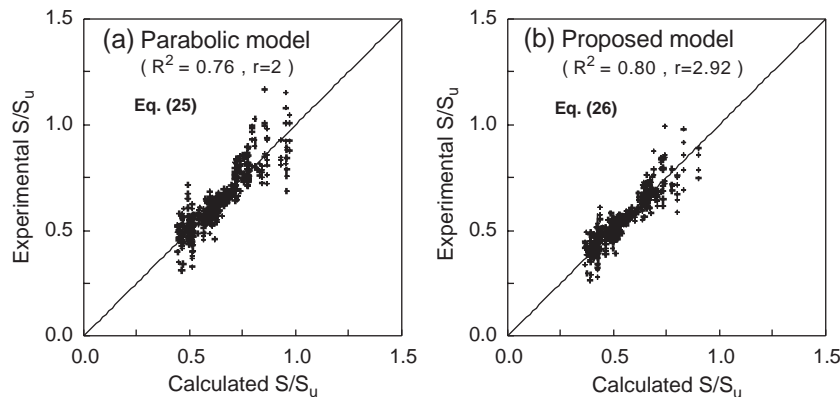 (a) Parabolic model
( R² = 0.76 , r=2 )
Eq. (25)
Experimental S/Sᵤ
1.5
1.0
0.5
0.0
0.0 0.5 1.0 1.5
Calculated S/Sᵤ
(b) Proposed model
( R² = 0.80 , r=2.92 )
Eq. (26)
Experimental S/Sᵤ
1.5
1.0
0.5
0.0
0.0 0.5 1.0 1.5
Calculated S/Sᵤ